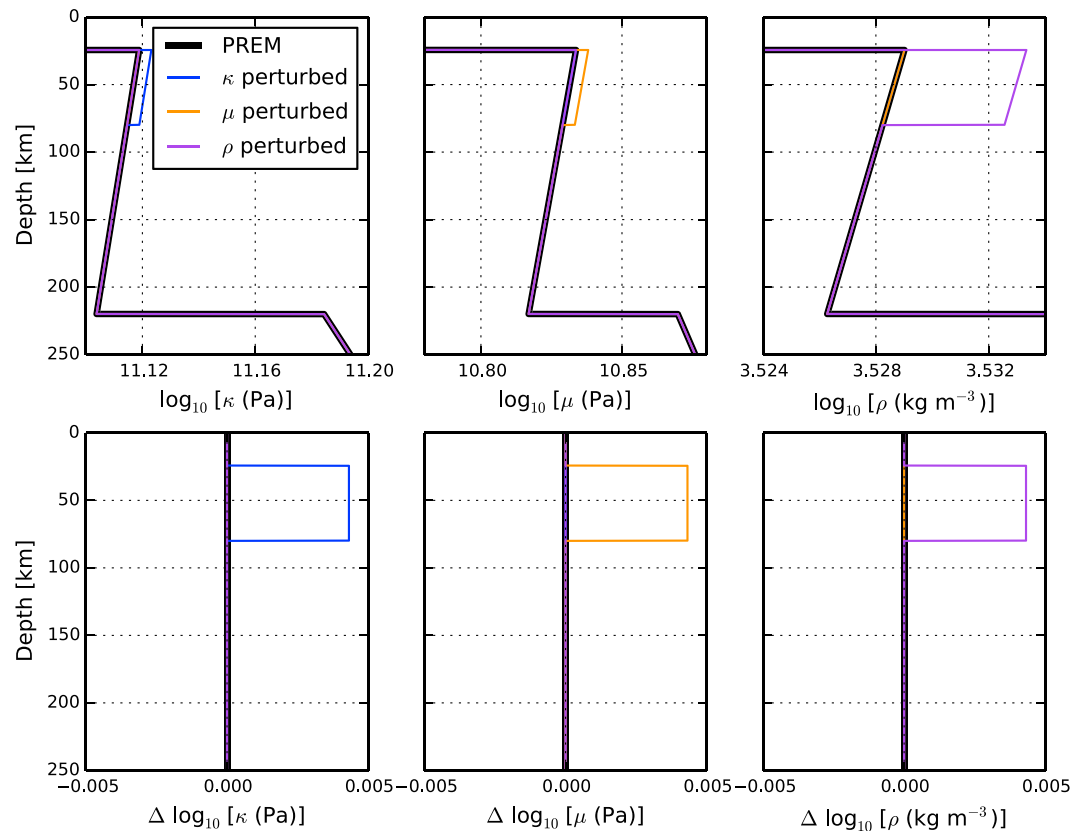 0
50
100
150
200
250
Depth [km]
PREM
κ perturbed
μ perturbed
ρ perturbed
11.12 11.16 11.20
log₁₀ [κ (Pa)]
10.80 10.85
log₁₀ [μ (Pa)]
3.524 3.528 3.532
log₁₀ [ρ (kg m⁻³)]
0
50
100
150
200
250
Depth [km]
−0.005 0.000 0.005
Δ log₁₀ [κ (Pa)]
−0.005 0.000 0.005
Δ log₁₀ [μ (Pa)]
−0.005 0.000 0.005
Δ log₁₀ [ρ (kg m⁻³)]